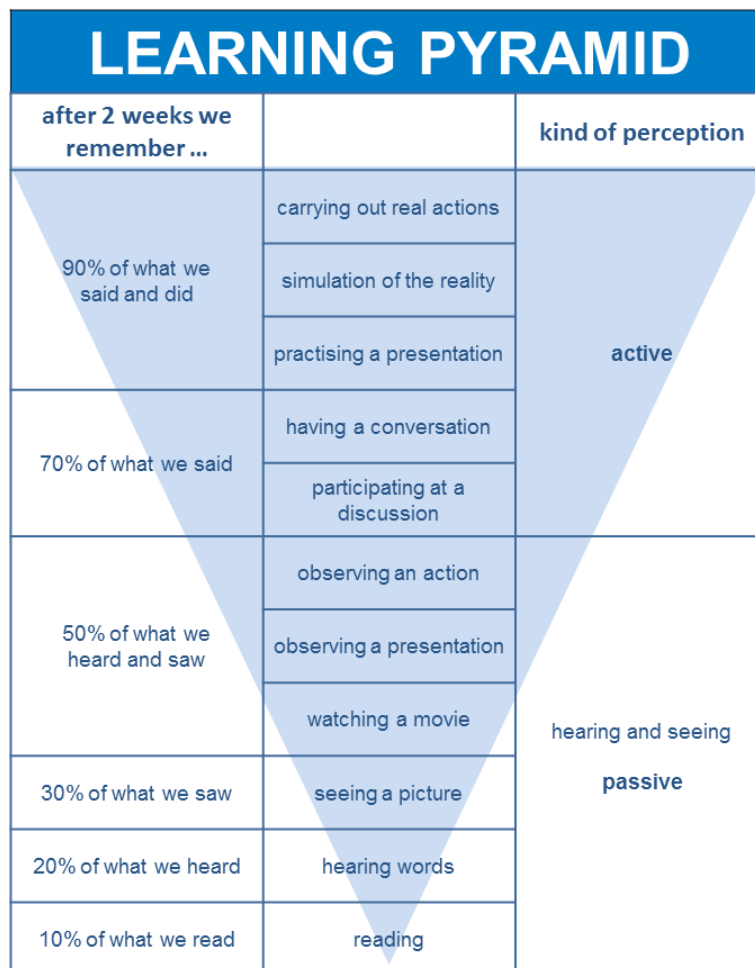 LEARNING PYRAMID
after 2 weeks we
remember ...
kind of perception
90% of what we
said and did
carrying out real actions
simulation of the reality
practising a presentation
active
70% of what we said
having a conversation
participating at a
discussion
50% of what we
heard and saw
observing an action
observing a presentation
watching a movie
hearing and seeing
passive
30% of what we saw
seeing a picture
20% of what we heard
hearing words
10% of what we read
reading